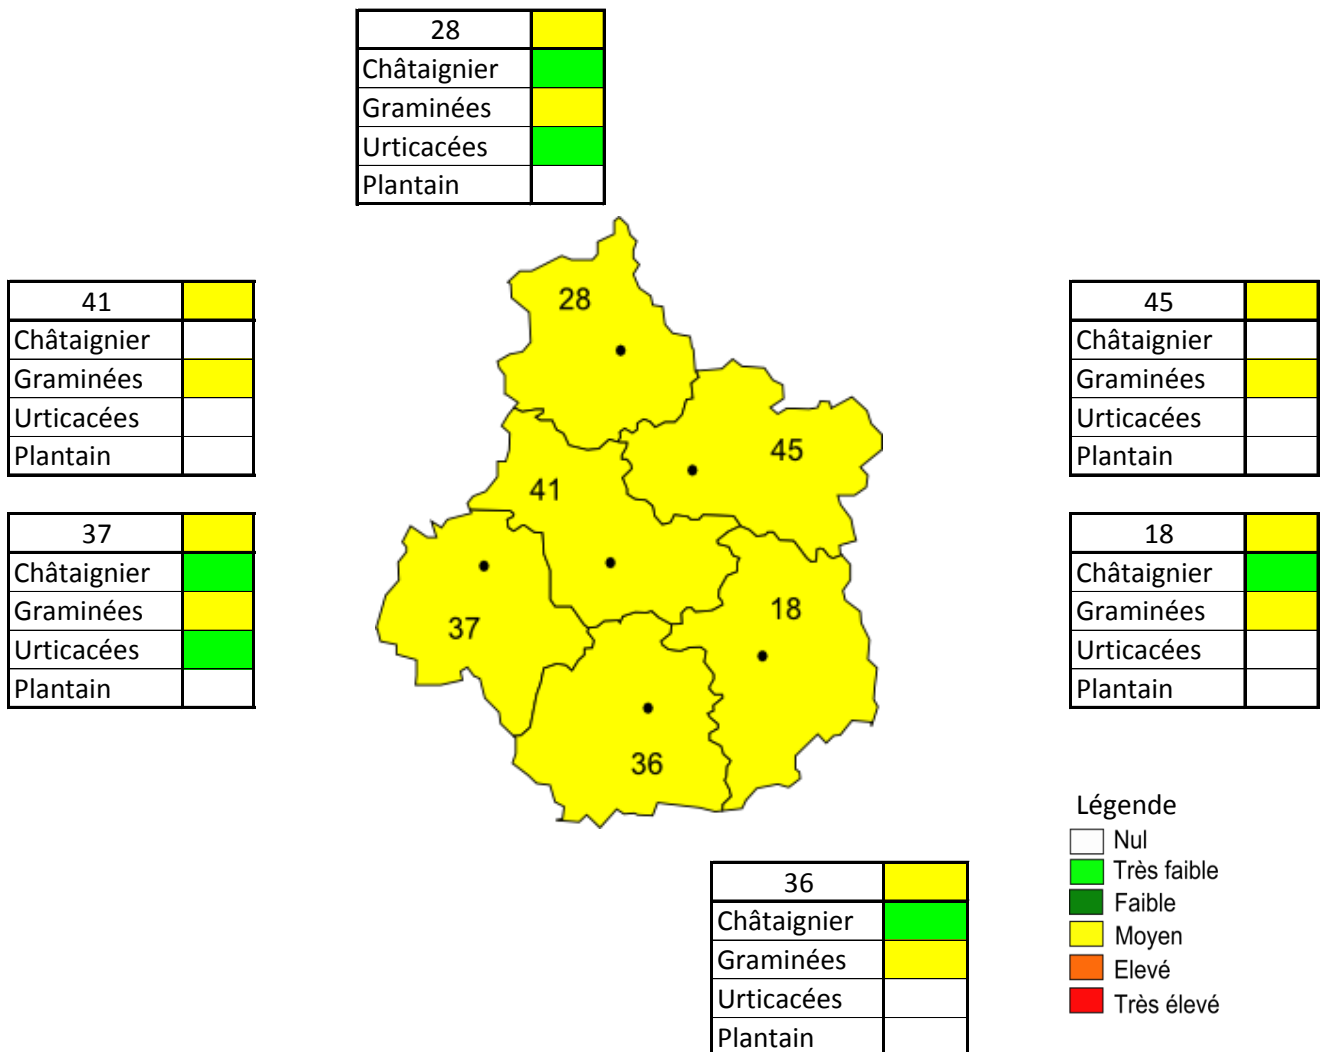 28
Châtaignier
Graminées
Urticacées
Plantain
41
Châtaignier
Graminées
Urticacées
Plantain
45
Châtaignier
Graminées
Urticacées
Plantain
37
Châtaignier
Graminées
Urticacées
Plantain
18
Châtaignier
Graminées
Urticacées
Plantain
28
45
41
18
37
36
36
Châtaignier
Graminées
Urticacées
Plantain
Légende
Nul
Très faible
Faible
Moyen
Elevé
Très élevé